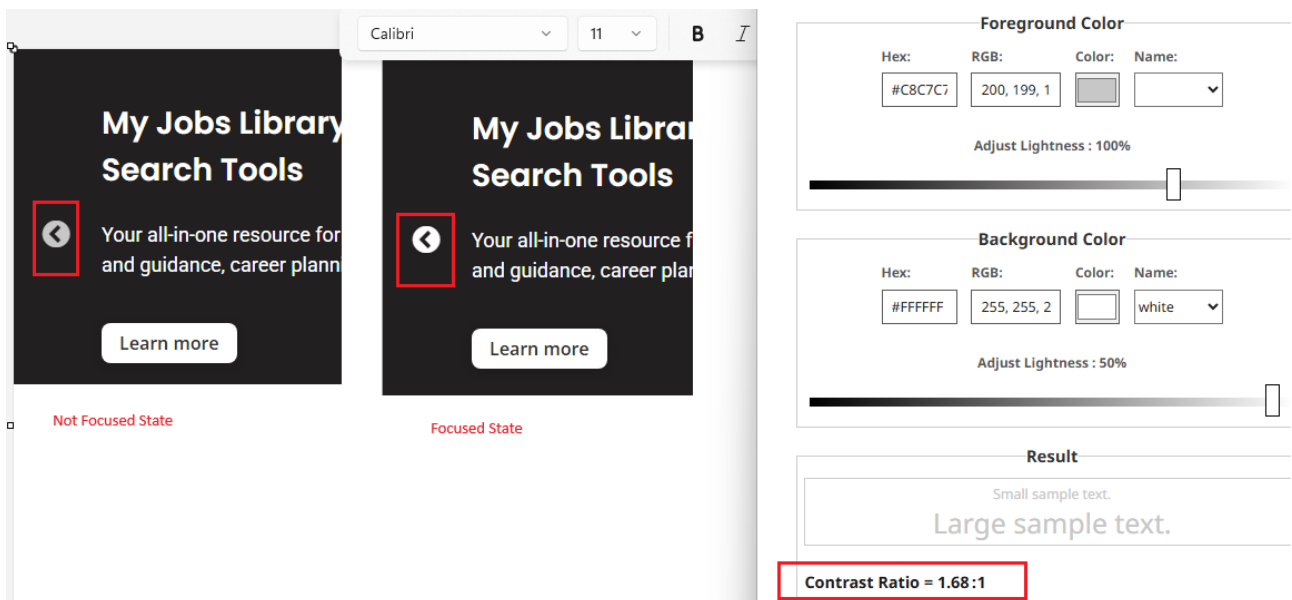 Calibri
11
B
I
My Jobs Library
Search Tools
Your all-in-one resource for
and guidance, career planni
Learn more
Not Focused State
My Jobs Librar
Search Tools
Your all-in-one resource f
and guidance, career plan
Learn more
Focused State
Foreground Color
Hex: RGB: Color: Name:
#C8C7C7 200, 199, 1
Adjust Lightness : 100%
Background Color
Hex: RGB: Color: Name:
#FFFFFF 255, 255, 2 white
Adjust Lightness : 50%
Result
Small sample text.
Large sample text.
Contrast Ratio = 1.68:1